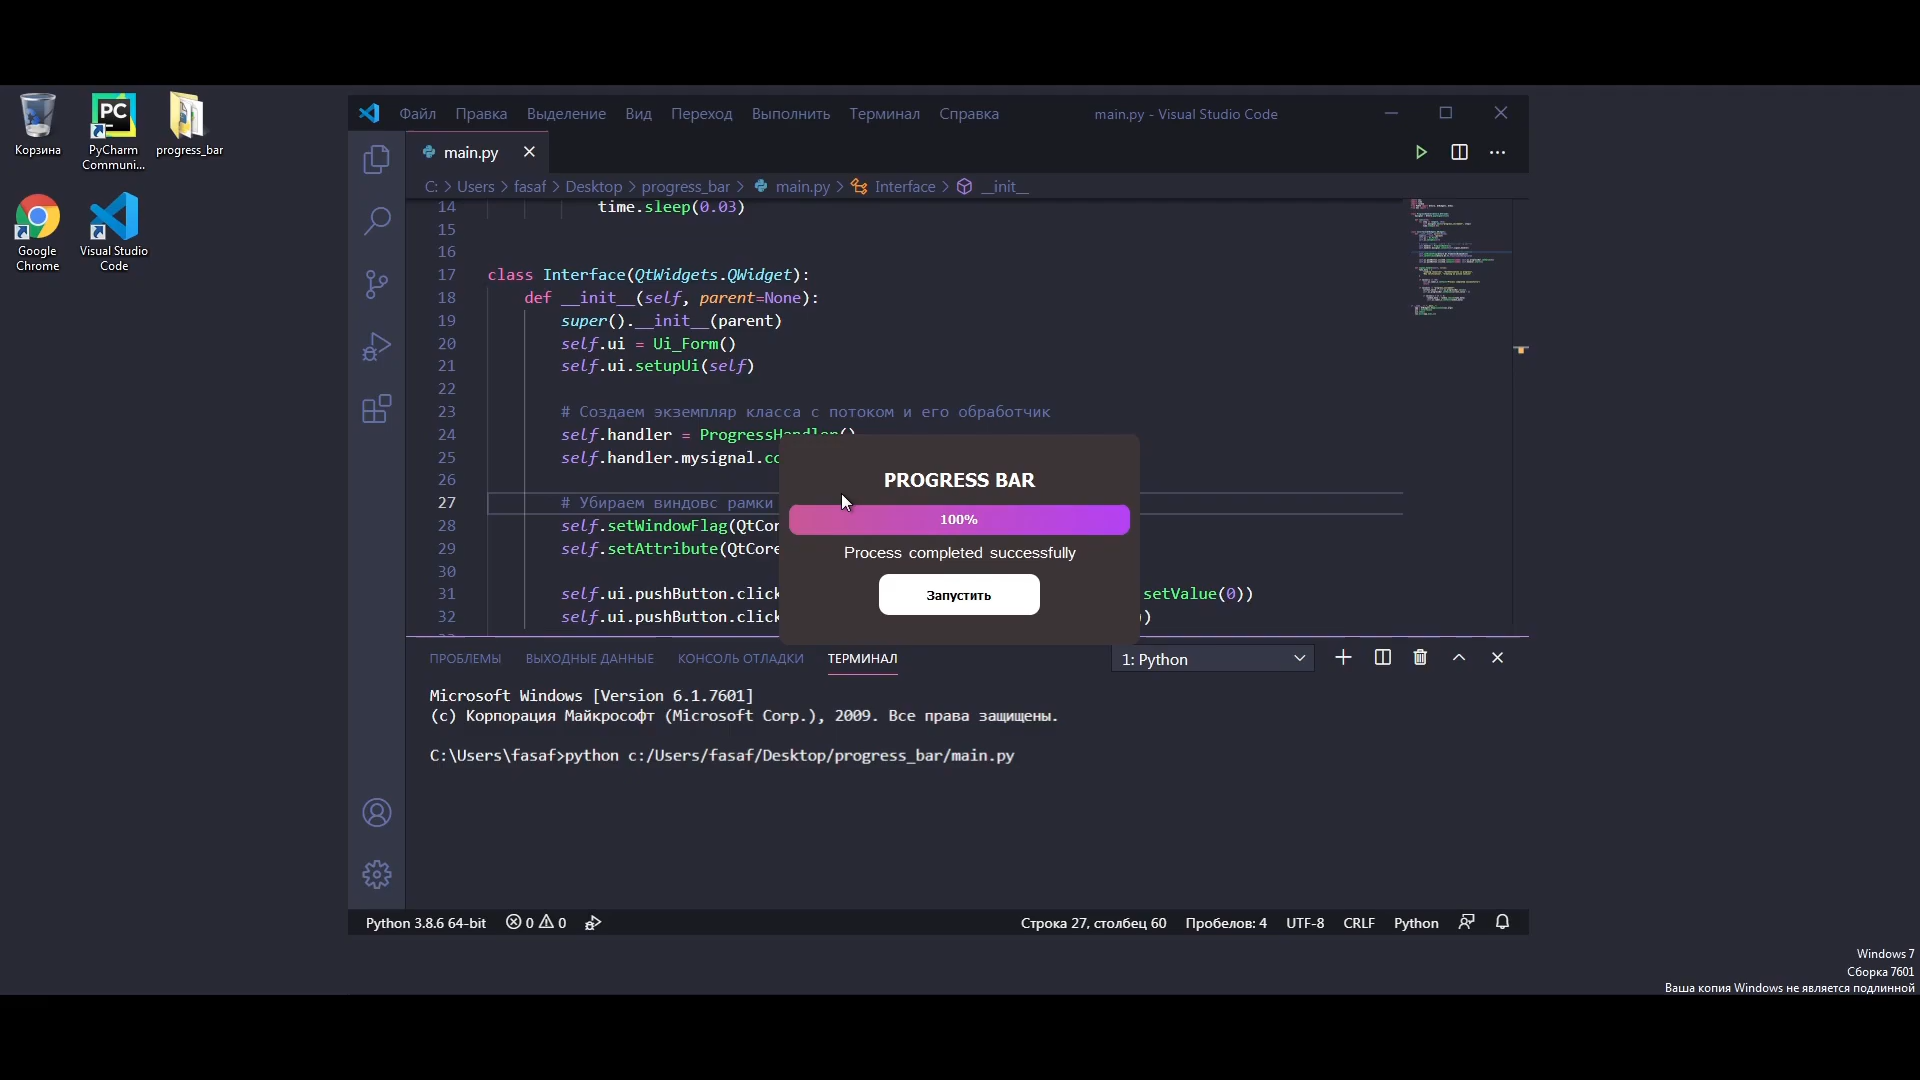 Корзина
PyCharm Communi...
progress_bar
Google Chrome
Visual Studio Code
Файл Правка Выделение Вид Переход Выполнить Терминал Справка
main.py - Visual Studio Code
main.py
C: > Users > fasaf > Desktop > progress_bar > main.py > Interface > __init__
14 time.sleep(0.03)
15
16
17 class Interface(QtWidgets.QWidget):
18 def __init__(self, parent=None):
19 super().__init__(parent)
20 self.ui = Ui_Form()
21 self.ui.setupUi(self)
22
23 # Создаем экземпляр класса с потоком и его обработчик
24 self.handler = ProgressHandler()
25 self.handler.mysignal.co
26
27 # Убираем виндовс рамки
28 self.setWindowFlag(QtCor
29 self.setAttribute(QtCore
30
31 self.ui.pushButton.click setValue(0))
32 self.ui.pushButton.click ))
PROGRESS BAR
100%
Process completed successfully
Запустить
ПРОБЛЕМЫ ВЫХОДНЫЕ ДАННЫЕ КОНСОЛЬ ОТЛАДКИ ТЕРМИНАЛ
1: Python
Microsoft Windows [Version 6.1.7601]
(c) Корпорация Майкрософт (Microsoft Corp.), 2009. Все права защищены.
C:\Users\fasaf>python c:/Users/fasaf/Desktop/progress_bar/main.py
Python 3.8.6 64-bit 0 0
Строка 27, столбец 60 Пробелов: 4 UTF-8 CRLF Python
Windows 7
Сборка 7601
Ваша копия Windows не является подлинной